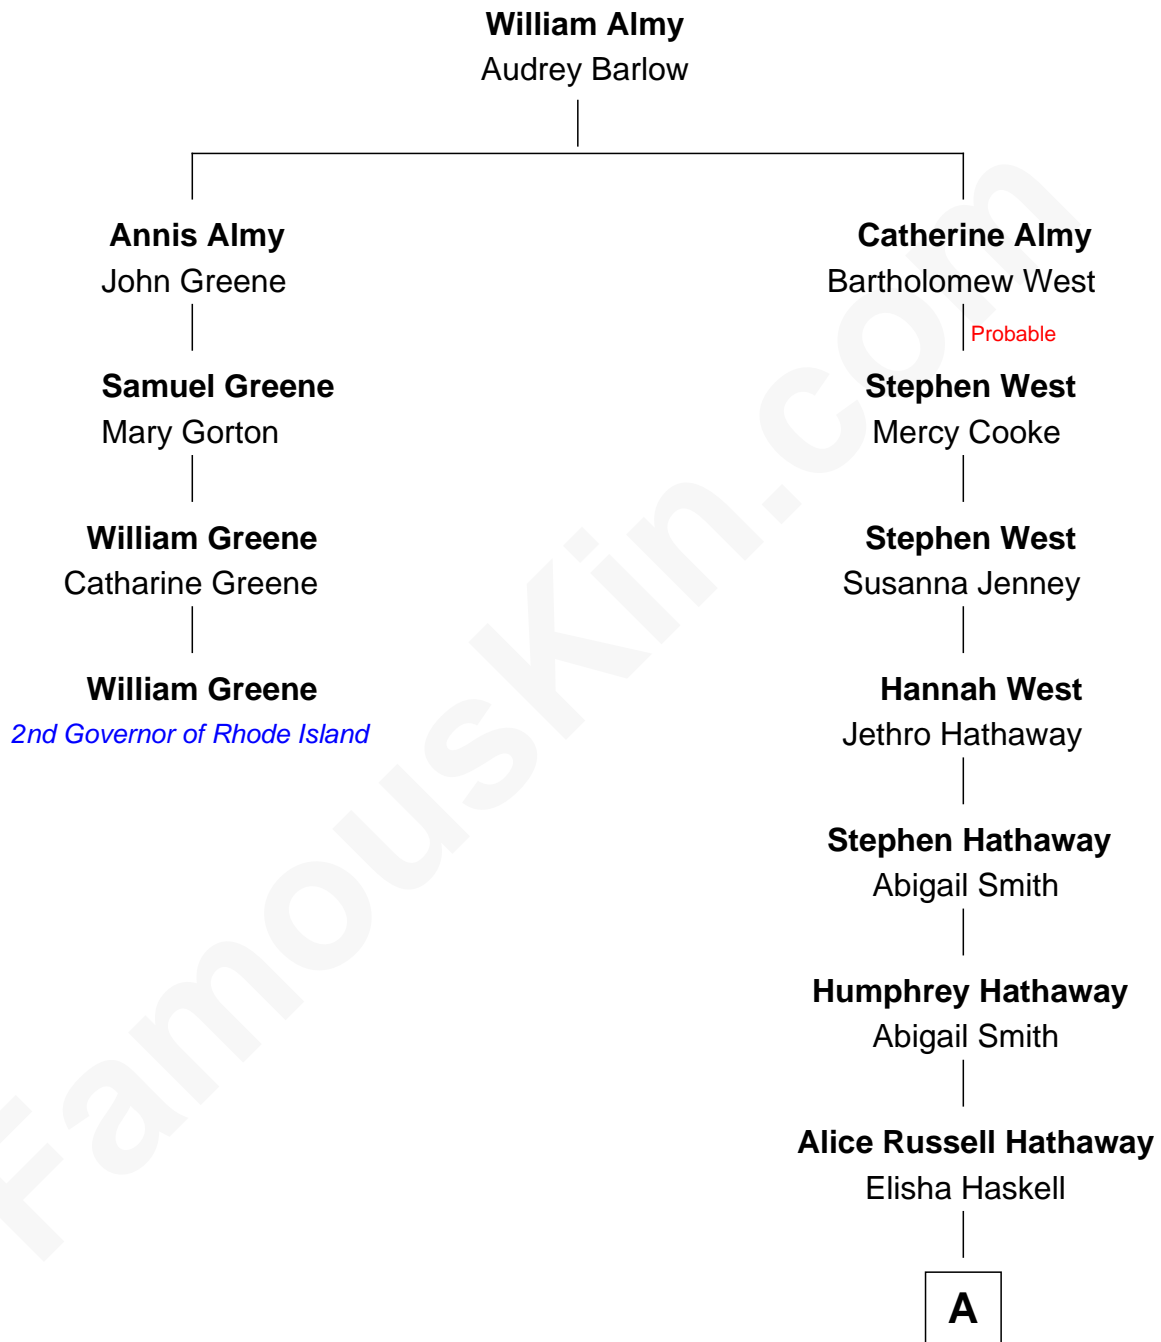 William Almy
Audrey Barlow
Annis Almy
John Greene
Catherine Almy
Bartholomew West
Probable
Samuel Greene
Mary Gorton
Stephen West
Mercy Cooke
William Greene
Catharine Greene
Stephen West
Susanna Jenney
William Greene
2nd Governor of Rhode Island
Hannah West
Jethro Hathaway
Stephen Hathaway
Abigail Smith
Humphrey Hathaway
Abigail Smith
Alice Russell Hathaway
Elisha Haskell
A
FamousKin.com